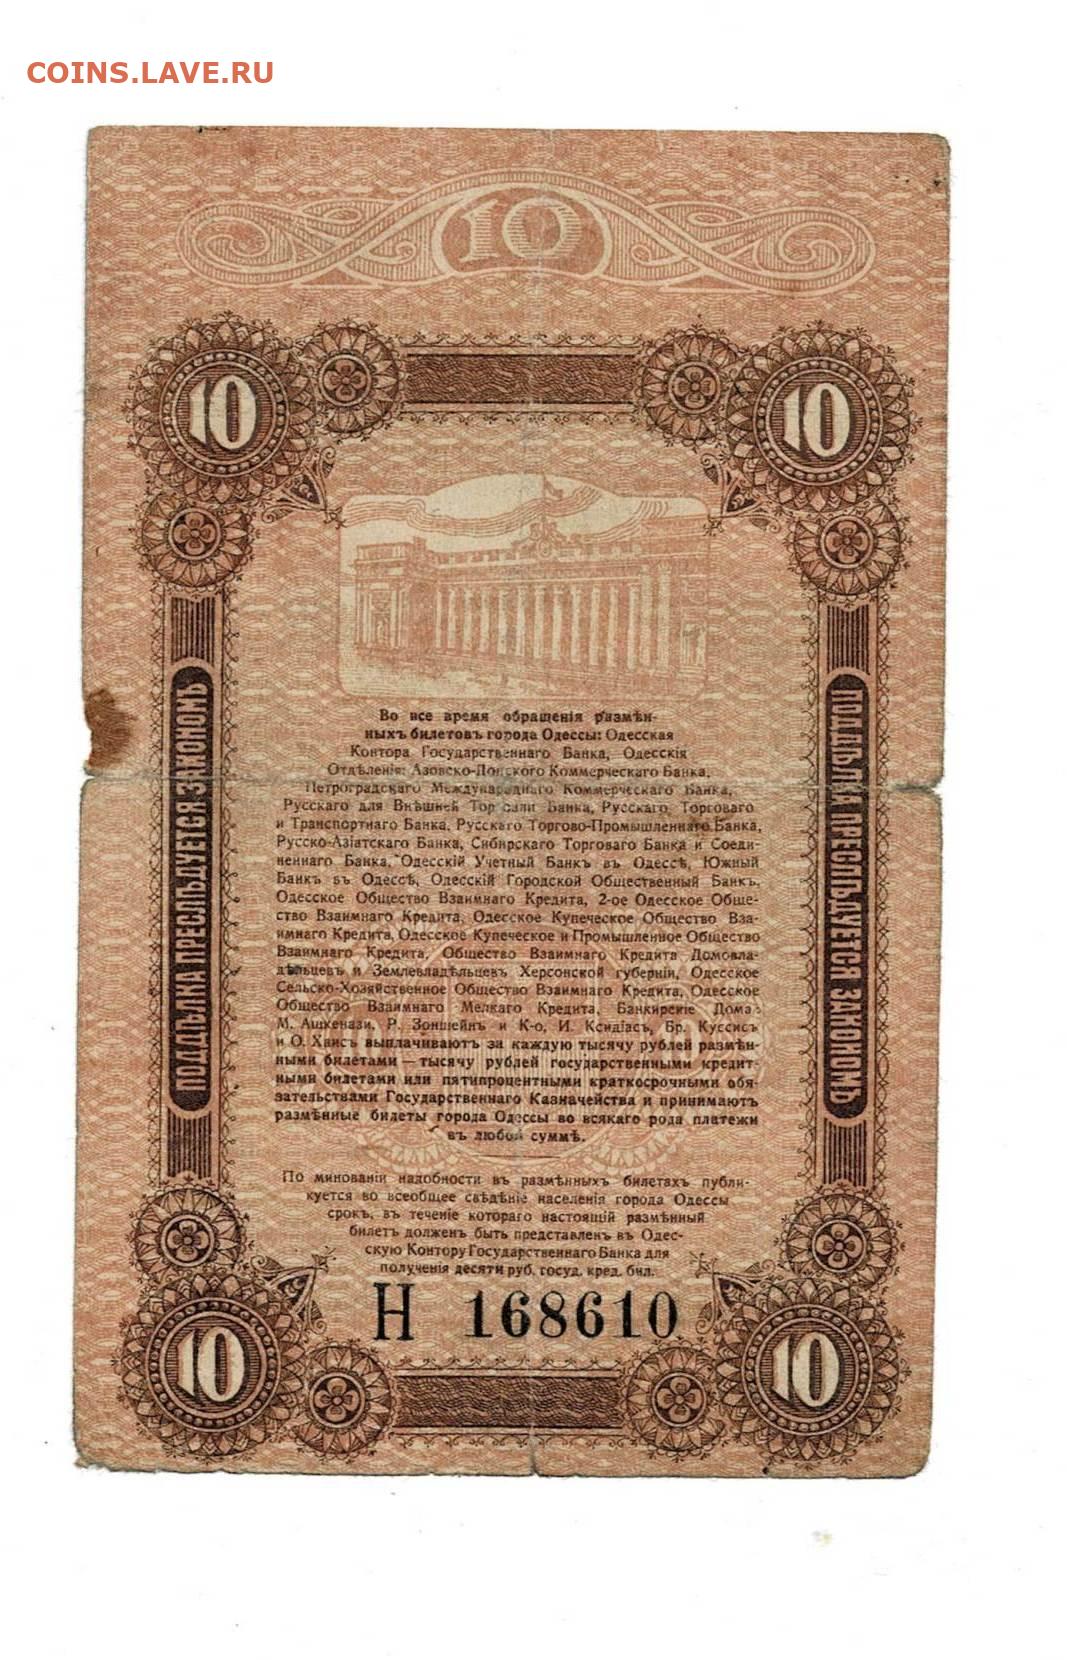 COINS.LAVE.RU
10
10
10
ПОДДѢЛКА ПРЕСЛѢДУЕТСЯ ЗАКОНОМЪ
ПОДДѢЛКА ПРЕСЛѢДУЕТСЯ ЗАКОНОМЪ
Во все время обращенія размѣн-
ныхъ билетовъ города Одессы: Одесская
Контора Государственнаго Банка, Одесскія
Отдѣленія: Азовско-Донского Коммерческаго Банка,
Петроградскаго Международнаго Коммерческаго Банка,
Русскаго для Внѣшней Торговли Банка, Русскаго Торговаго
и Транспортнаго Банка, Русскаго Торгово-Промышленнаго Банка,
Русско-Азіатскаго Банка, Сибирскаго Торговаго Банка и Соеди-
неннаго Банка, Одесскій Учетный Банкъ въ Одессѣ, Южный
Банкъ въ Одессѣ, Одесскій Городской Общественный Банкъ,
Одесское Общество Взаимнаго Кредита, 2-ое Одесское Обще-
ство Взаимнаго Кредита, Одесское Купеческое Общество Вза-
имнаго Кредита, Одесское Купеческое и Промышленное Общество
Взаимнаго Кредита, Общество Взаимнаго Кредита Домовла-
дѣльцевъ и Землевладѣльцевъ Херсонской губерніи, Одесское
Сельско-Хозяйственное Общество Взаимнаго Кредита, Одесское
Общество Взаимнаго Мелкаго Кредита, Банкирскіе Дома:
М. Ашкенази, Р. Зоншейнъ и К-о, И. Ксидіасъ, Бр. Куссисъ
и О. Хаисъ выплачиваютъ за каждую тысячу рублей размѣн-
ными билетами — тысячу рублей государственными кредит-
ными билетами или пятипроцентными краткосрочными обя-
зательствами Государственнаго Казначейства и принимаютъ
размѣнные билеты города Одессы во всякаго рода платежи
въ любой суммѣ.
По минованіи надобности въ размѣнныхъ билетахъ публи-
куется во всеобщее свѣдѣніе населенія города Одессы
срокъ, въ теченіе котораго настоящій размѣнный
билетъ долженъ быть представленъ въ Одес-
скую Контору Государственнаго Банка для
полученія десяти руб. госуд. кред. бил.
Н 168610
10
10